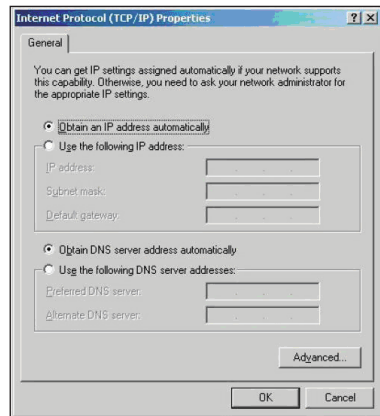 Internet Protocol (TCP/IP) Properties
General
You can get IP settings assigned automatically if your network supports
this capability. Otherwise, you need to ask your network administrator for
the appropriate IP settings.
Obtain an IP address automatically
Use the following IP address:
IP address:
Subnet mask:
Default gateway:
Obtain DNS server address automatically
Use the following DNS server addresses:
Preferred DNS server:
Alternate DNS server:
Advanced...
OK Cancel